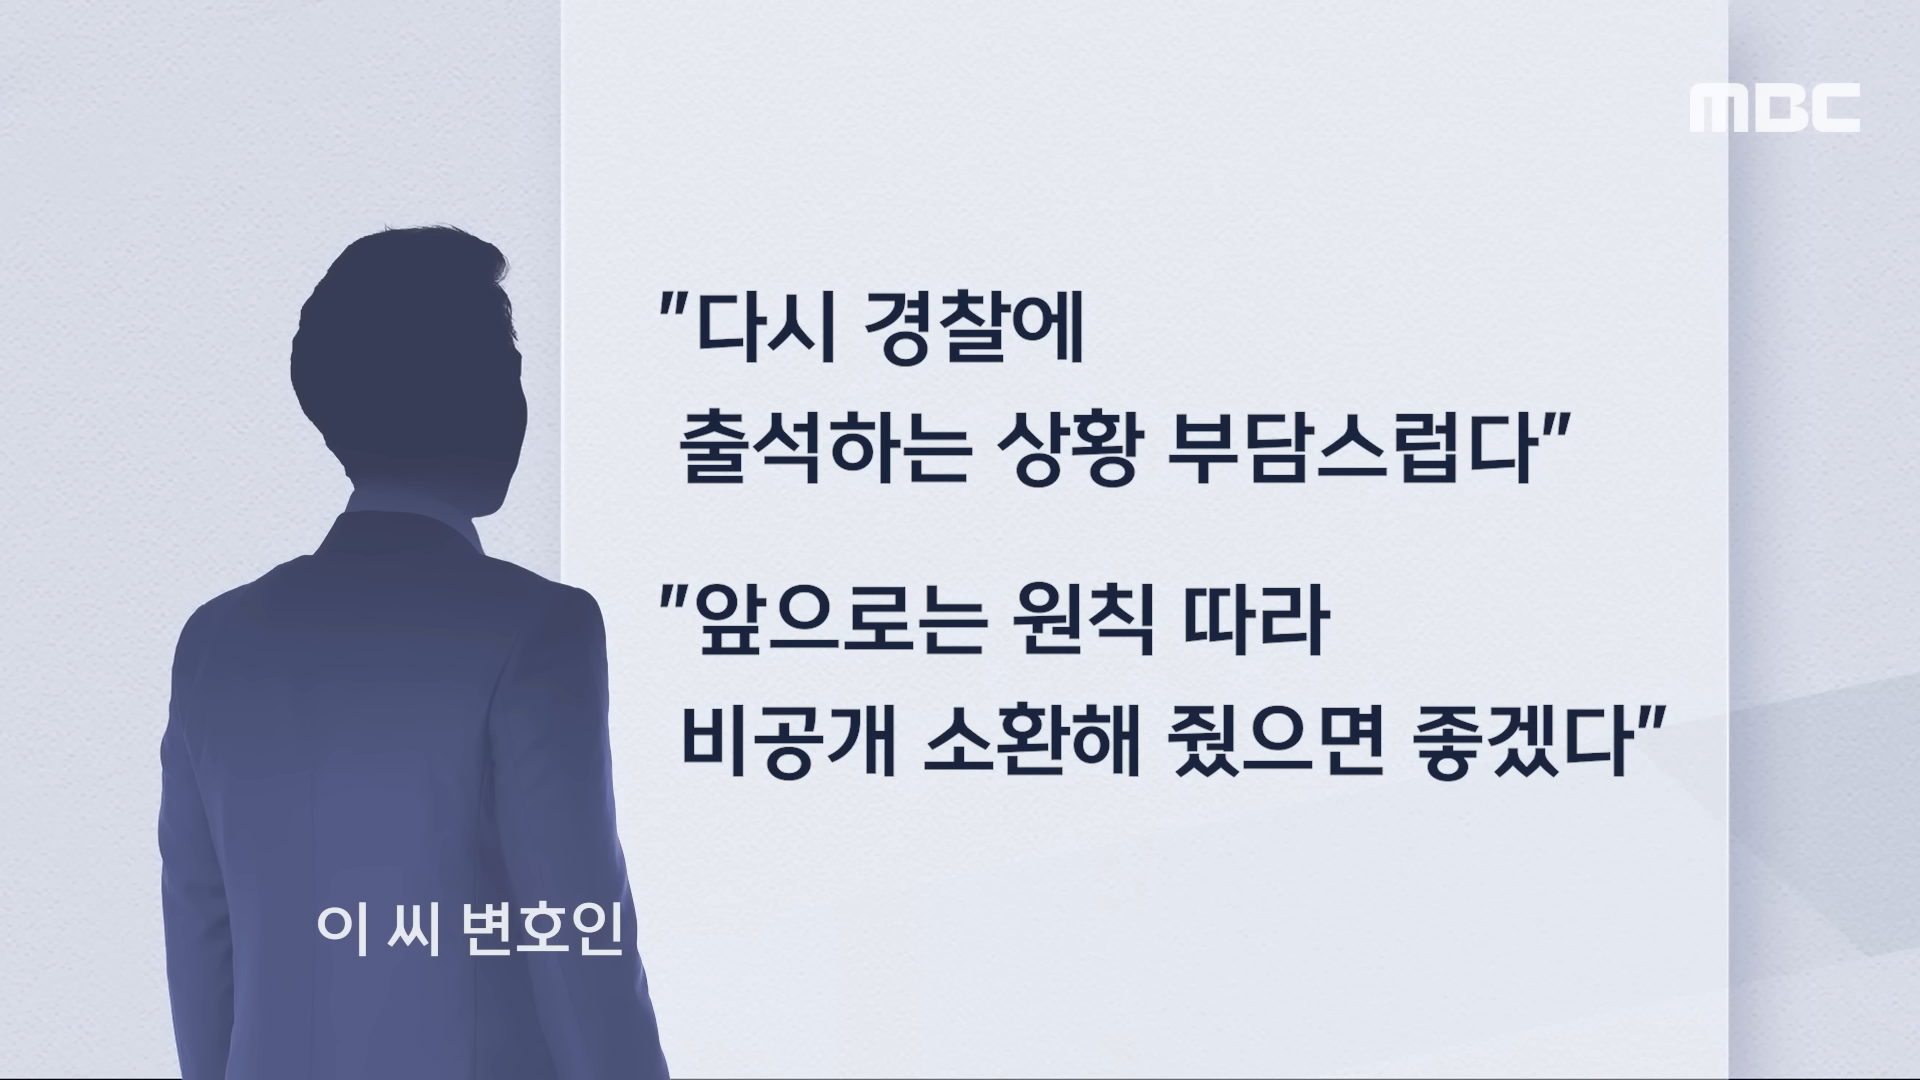 MBC
"다시 경찰에
출석하는 상황 부담스럽다"
"앞으로는 원칙 따라
비공개 소환해 줬으면 좋겠다"
이 씨 변호인